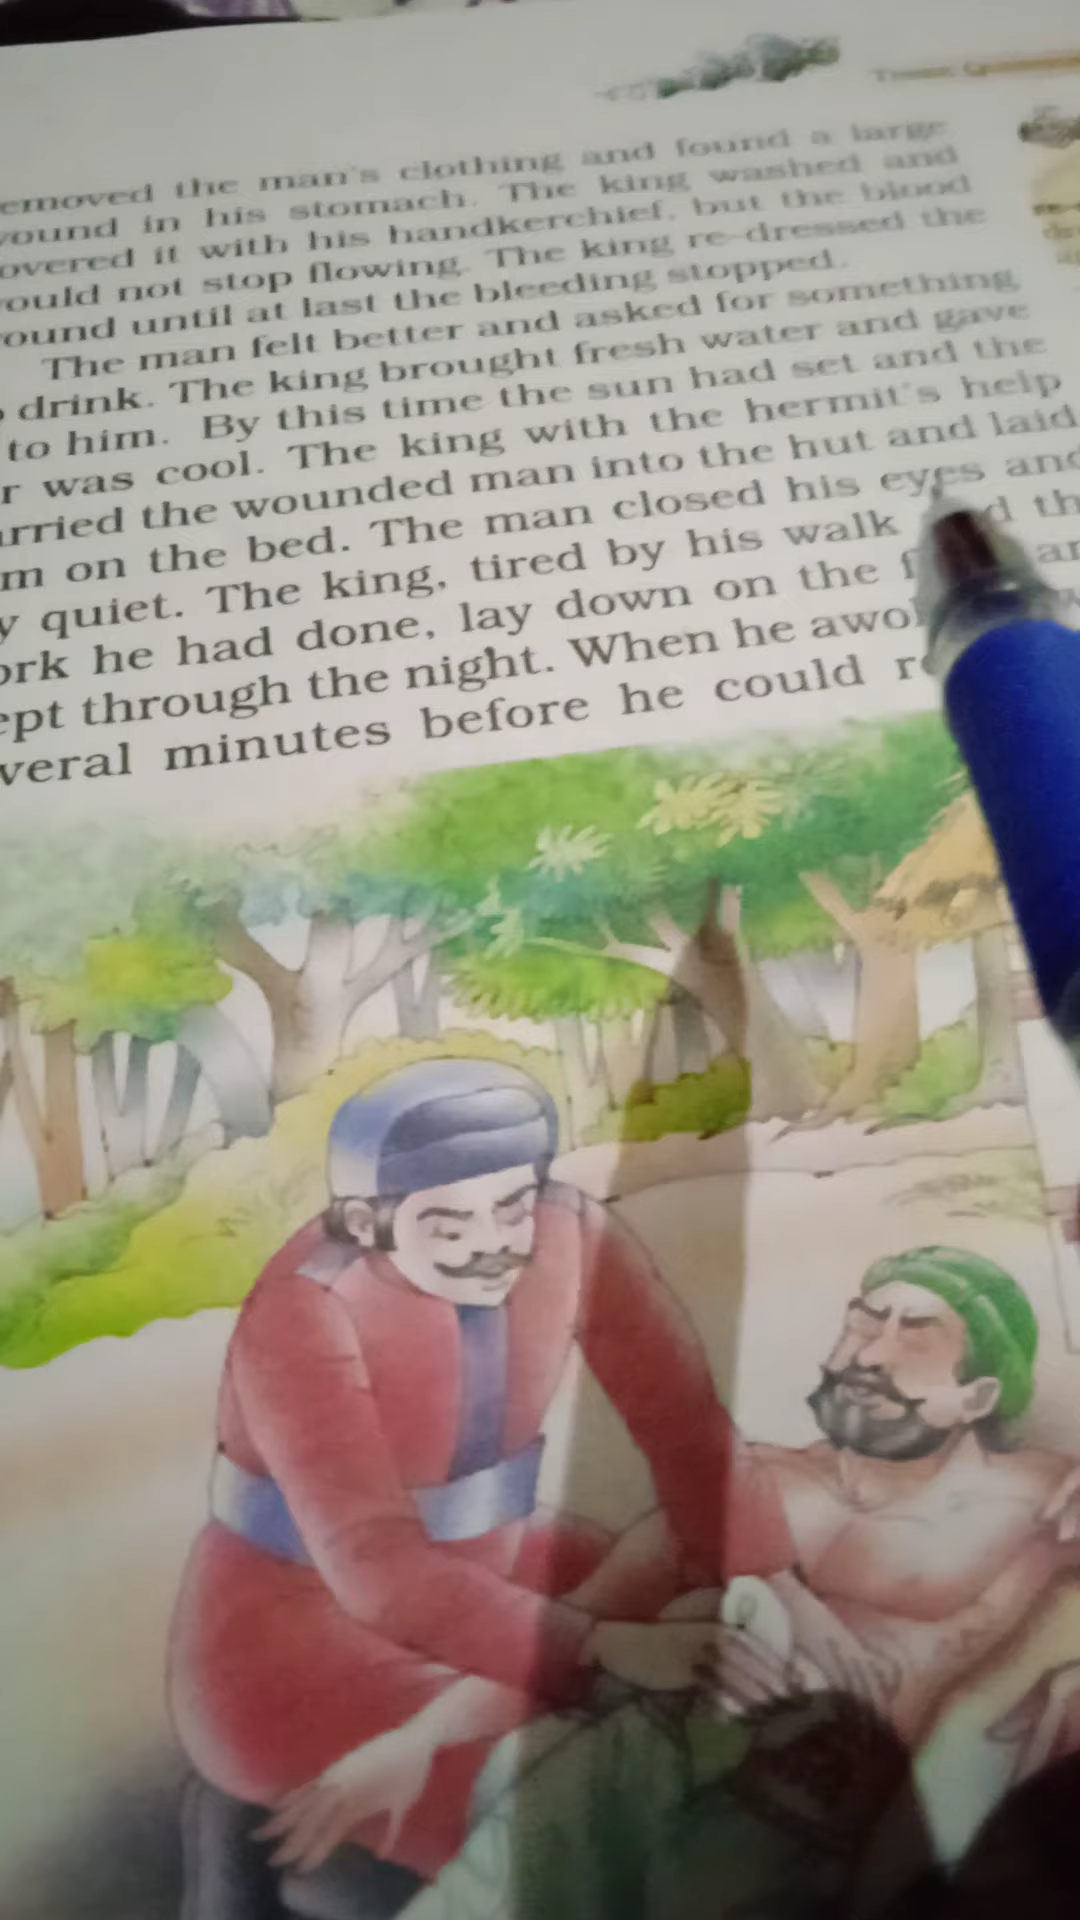 emoved the man's clothing and found a large
ound in his stomach. The king washed and
overed it with his handkerchief, but the blood
ould not stop flowing. The king re-dressed the
ound until at last the bleeding stopped.
The man felt better and asked for something
drink. The king brought fresh water and gave
to him. By this time the sun had set and the
r was cool. The king with the hermit's help
rried the wounded man into the hut and laid
m on the bed. The man closed his eyes and
y quiet. The king, tired by his walk
ork he had done, lay down on the
ept through the night. When he
veral minutes before he could